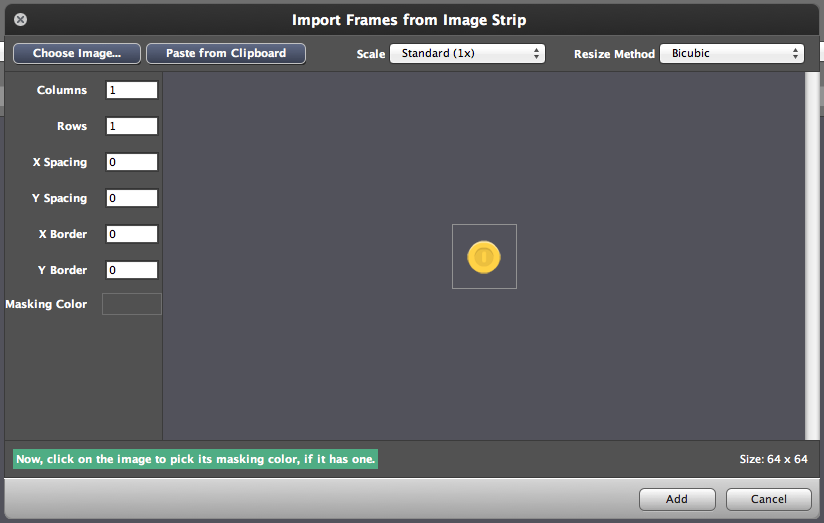 Import Frames from Image Strip
Choose Image... Paste from Clipboard Scale Standard (1x) Resize Method Bicubic
Columns 1
Rows 1
X Spacing 0
Y Spacing 0
X Border 0
Y Border 0
Masking Color
Now, click on the image to pick its masking color, if it has one. Size: 64 x 64
Add Cancel